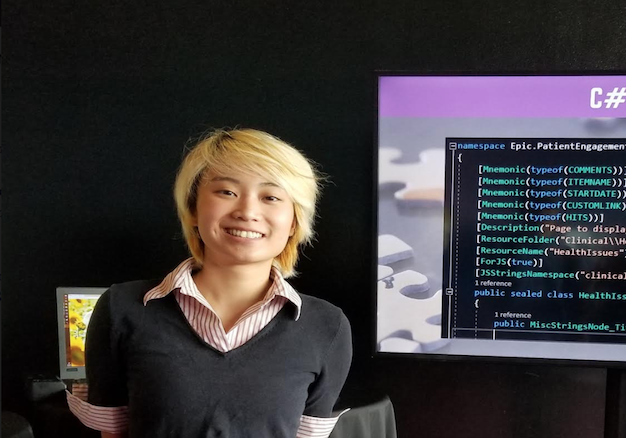 C#
namespace Epic.PatientEngagement
{
[Mnemonic(typeof(COMMENTS))]
[Mnemonic(typeof(ITEMNAME))]
[Mnemonic(typeof(STARTDATE))]
[Mnemonic(typeof(CUSTOMLINK)
[Mnemonic(typeof(HITS))]
[Description("Page to displa
[ResourceFolder("Clinical\\He
[ResourceName("HealthIssues"
[ForJS(true)]
[JSStringsNamespace("clinical
1 reference
public sealed class HealthIss
{
1 reference
public MiscStringsNode_Ti